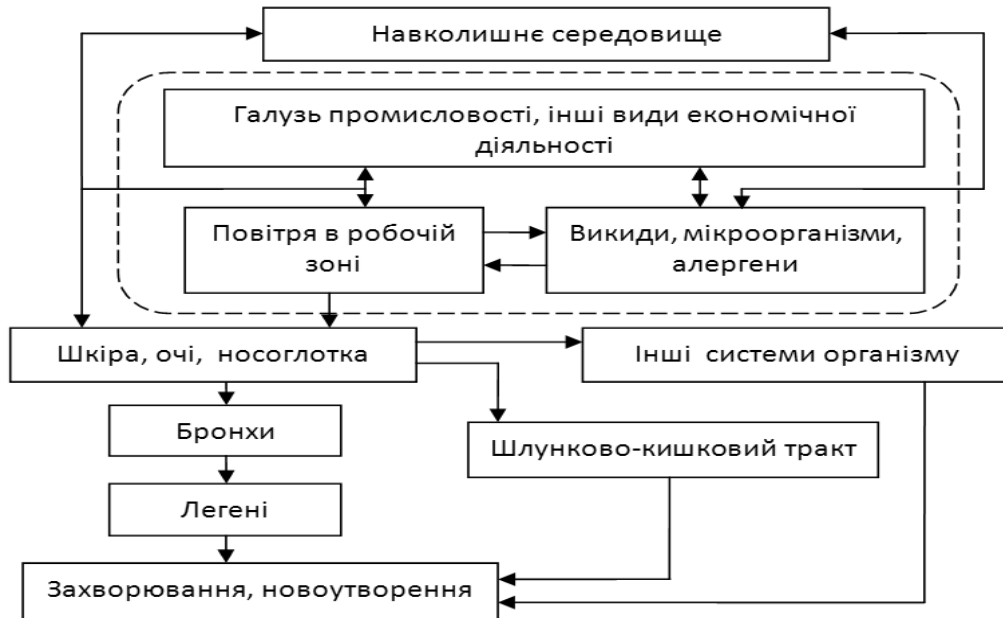 Навколишнє середовище
Галузь промисловості, інші види економічної
діяльності
Повітря в робочій
зоні
Викиди, мікроорганізми,
алергени
Шкіра, очі, носоглотка
Інші системи організму
Бронхи
Шлунково-кишковий тракт
Легені
Захворювання, новоутворення